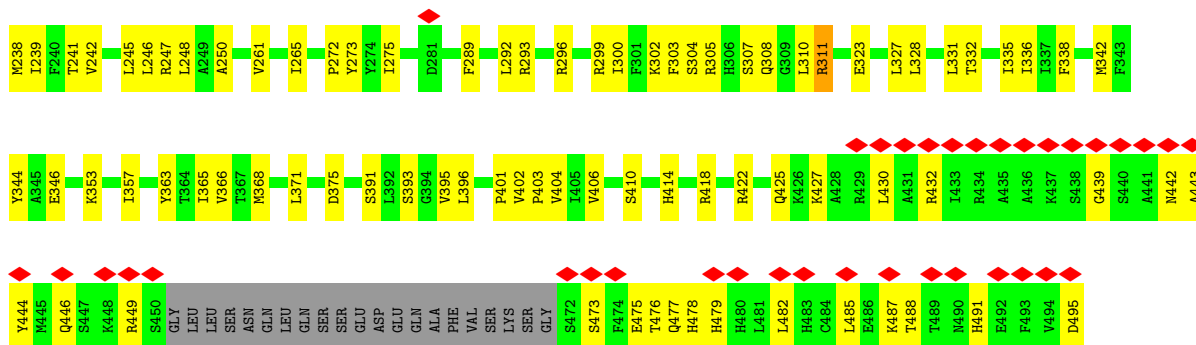 M238 I239 F240 T241 V242 L245 L246 R247 L248 A249 A250 V261 I265 P272 Y273 Y274 I275 D281 F289 L292 R293 R296 R299 I300 F301 K302 F303 S304 R305 H306 S307 Q308 G309 L310 R311 E323 L327 L328 L331 T332 I335 I336 I337 F338 M342 F343
Y344 A345 E346 K353 I357 Y363 T364 I365 V366 T367 M368 L371 D375 S391 L392 S393 G394 V395 L396 P401 V402 P403 V404 I405 V406 S410 H414 R418 R422 Q425 K426 K427 A428 R429 L430 A431 R432 I433 R434 A435 A436 K437 S438 G439 S440 A441 N442 A443
Y444 M445 Q446 S447 K448 R449 S450 GLY LEU LEU SER ASN GLN LEU GLN SER SER GLU ASP GLU GLN ALA PHE VAL SER LYS SER GLY S472 S473 F474 E475 T476 Q477 H478 H479 H480 L481 L482 H483 C484 L485 E486 K487 T488 T489 N490 H491 E492 F493 V494 D495